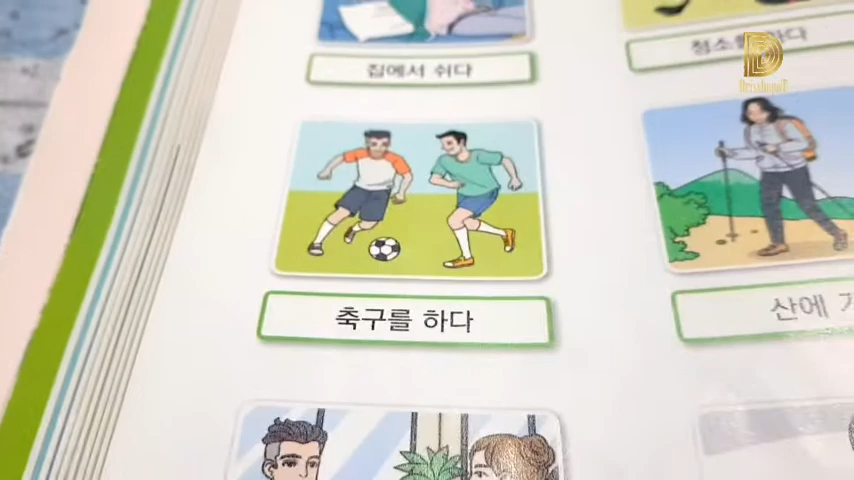 집에서 쉬다
청소를 하다
축구를 하다
산에